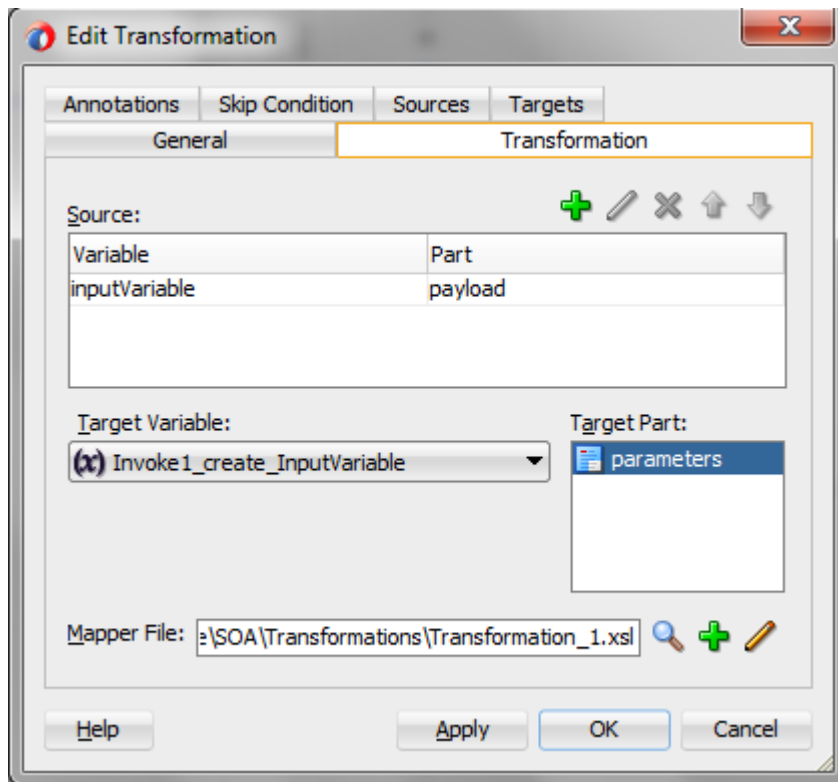 Edit Transformation
Annotations Skip Condition Sources Targets
General Transformation
Source:
Variable Part
inputVariable payload
Target Variable: Target Part:
(x) Invoke1_create_InputVariable parameters
Mapper File: e\SOA\Transformations\Transformation_1.xsl
Help Apply OK Cancel